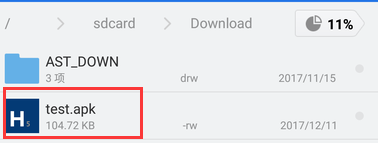 / sdcard Download 11%
AST_DOWN
3 项 drw 2017/11/15
H5
test.apk
104.72 KB -rw 2017/12/11